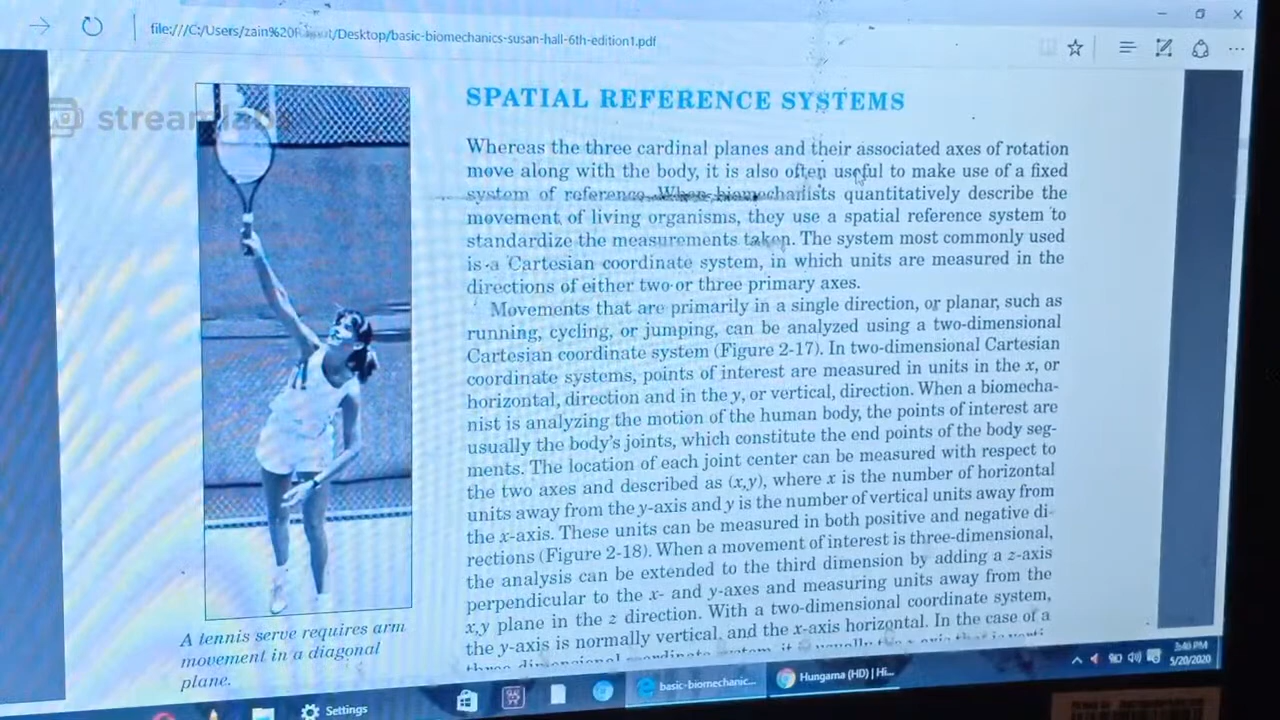 file:///C:/Users/zain%20R t/Desktop/basic-biomechanics-susan-hall-6th-edition1.pdf
streamlabs
SPATIAL REFERENCE SYSTEMS
Whereas the three cardinal planes and their associated axes of rotation
move along with the body, it is also often useful to make use of a fixed
system of reference. When biomechanists quantitatively describe the
movement of living organisms, they use a spatial reference system to
standardize the measurements taken. The system most commonly used
is a Cartesian coordinate system, in which units are measured in the
directions of either two or three primary axes.
Movements that are primarily in a single direction, or planar, such as
running, cycling, or jumping, can be analyzed using a two-dimensional
Cartesian coordinate system (Figure 2-17). In two-dimensional Cartesian
coordinate systems, points of interest are measured in units in the x, or
horizontal, direction and in the y, or vertical, direction. When a biomecha-
nist is analyzing the motion of the human body, the points of interest are
usually the body's joints, which constitute the end points of the body seg-
ments. The location of each joint center can be measured with respect to
the two axes and described as (x,y), where x is the number of horizontal
units away from the y-axis and y is the number of vertical units away from
the x-axis. These units can be measured in both positive and negative di-
rections (Figure 2-18). When a movement of interest is three-dimensional,
the analysis can be extended to the third dimension by adding a z-axis
perpendicular to the x- and y-axes and measuring units away from the
x,y plane in the z direction. With a two-dimensional coordinate system,
the y-axis is normally vertical, and the x-axis horizontal. In the case of a
A tennis serve requires arm
movement in a diagonal
plane.
Settings
basic-biomechanic...
Hungama (HD) | Hi...
5/20/2020